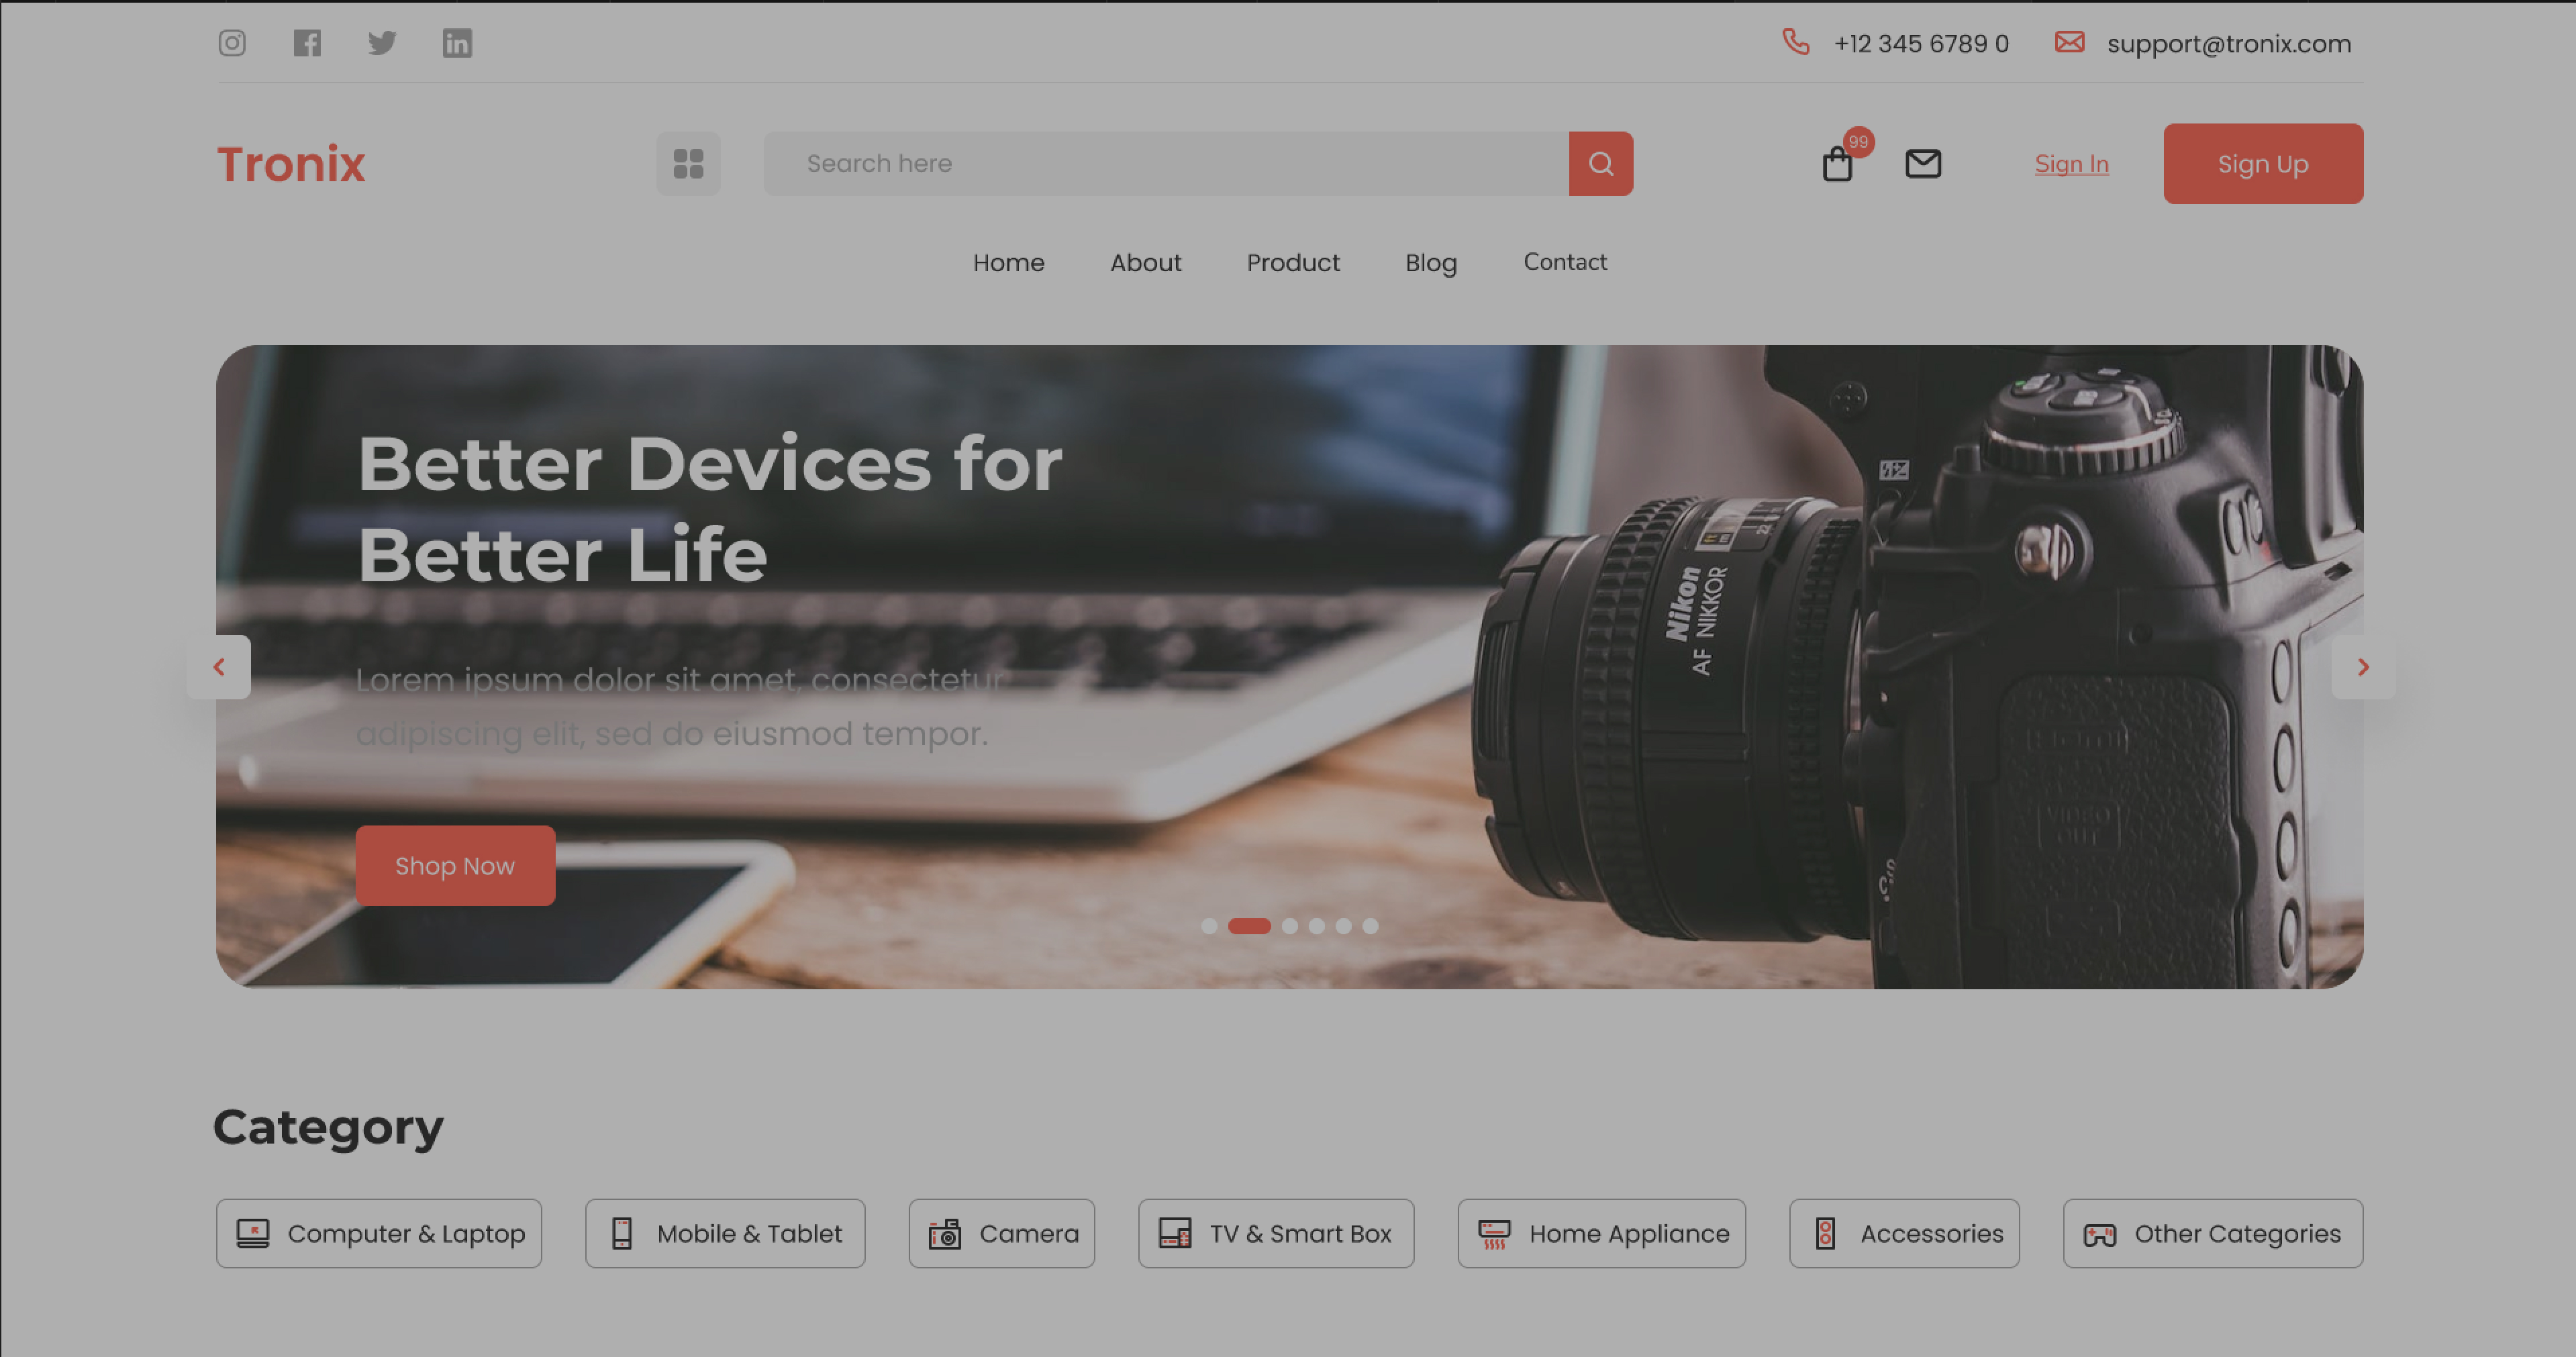 +12 345 6789 0 support@tronix.com
Tronix Search here 99 Sign In Sign Up
Home About Product Blog Contact
Better Devices for
Better Life
Nikon
AF NIKKOR
Lorem ipsum dolor sit amet, consectetur
adipiscing elit, sed do eiusmod tempor.
Shop Now
Category
Computer & Laptop Mobile & Tablet Camera TV & Smart Box Home Appliance Accessories Other Categories